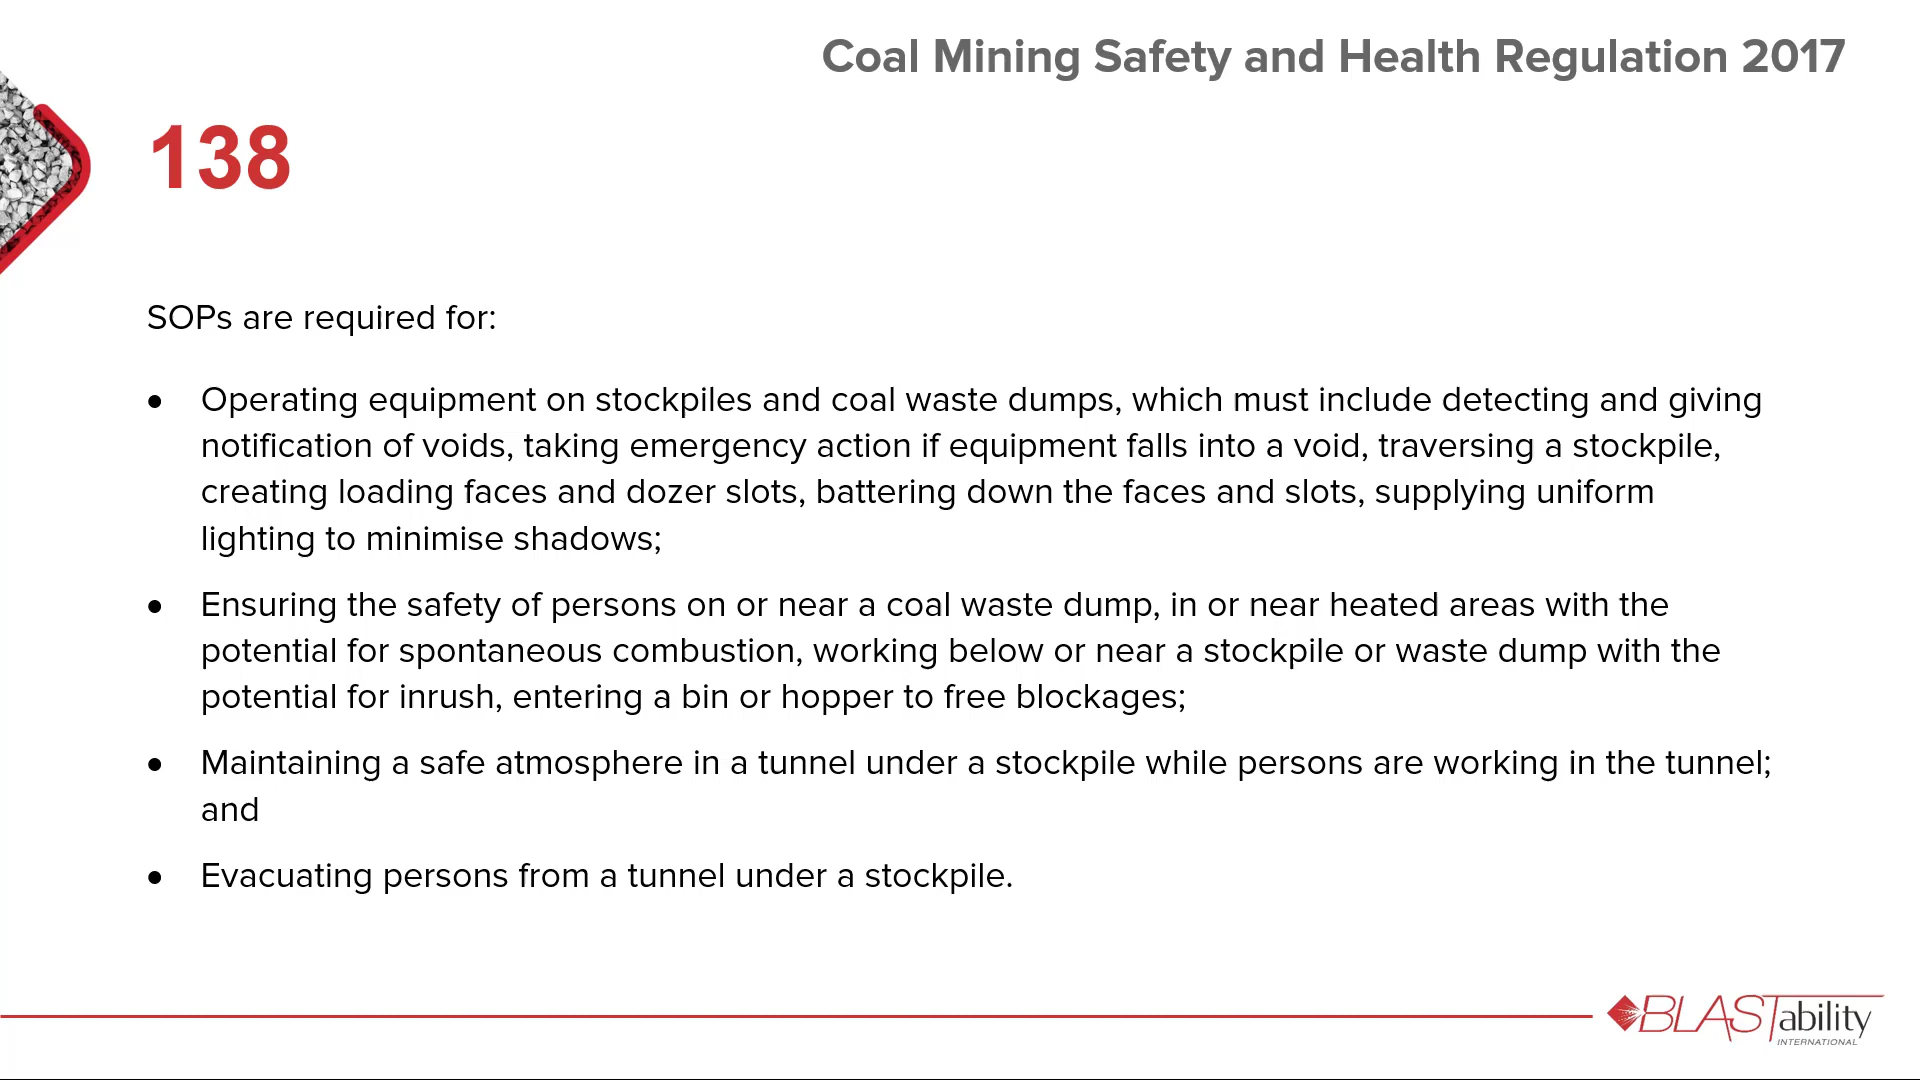 Coal Mining Safety and Health Regulation 2017
138
SOPs are required for:
• Operating equipment on stockpiles and coal waste dumps, which must include detecting and giving
notification of voids, taking emergency action if equipment falls into a void, traversing a stockpile,
creating loading faces and dozer slots, battering down the faces and slots, supplying uniform
lighting to minimise shadows;
• Ensuring the safety of persons on or near a coal waste dump, in or near heated areas with the
potential for spontaneous combustion, working below or near a stockpile or waste dump with the
potential for inrush, entering a bin or hopper to free blockages;
• Maintaining a safe atmosphere in a tunnel under a stockpile while persons are working in the tunnel;
and
• Evacuating persons from a tunnel under a stockpile.
BLASTability
INTERNATIONAL